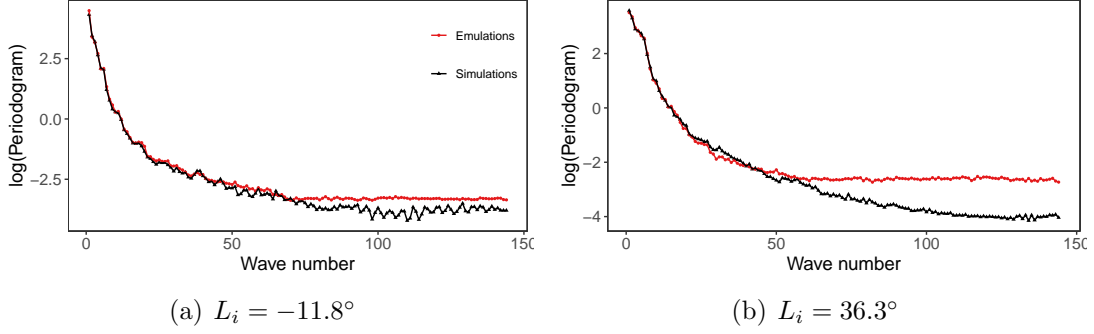 log(Periodogram)
2.5
0.0
−2.5
0
50
100
150
Wave number
Emulations
Simulations
(a) L_i = −11.8°
log(Periodogram)
2
0
−2
−4
0
50
100
150
Wave number
(b) L_i = 36.3°